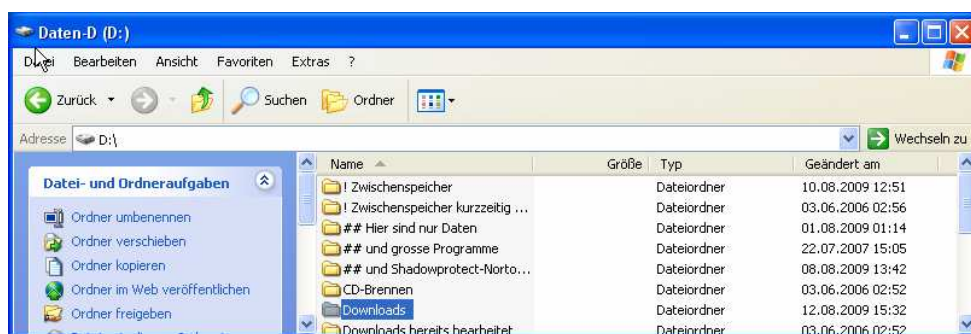 Daten-D (D:)
Datei Bearbeiten Ansicht Favoriten Extras ?
Zurück Suchen Ordner
Adresse D:\ Wechseln zu
Name Größe Typ Geändert am
Datei- und Ordneraufgaben
Ordner umbenennen
Ordner verschieben
Ordner kopieren
Ordner im Web veröffentlichen
Ordner freigeben
! Zwischenspeicher Dateiordner 10.08.2009 12:51
! Zwischenspeicher kurzzeitig ... Dateiordner 03.06.2006 02:56
## Hier sind nur Daten Dateiordner 01.08.2009 01:14
## und grosse Programme Dateiordner 22.07.2007 15:05
## und Shadowprotect-Norto... Dateiordner 08.08.2009 13:42
CD-Brennen Dateiordner 03.06.2006 02:52
Downloads Dateiordner 12.08.2009 15:32
Downloads bereits bearbeitet Dateiordner 03.06.2006 02:52